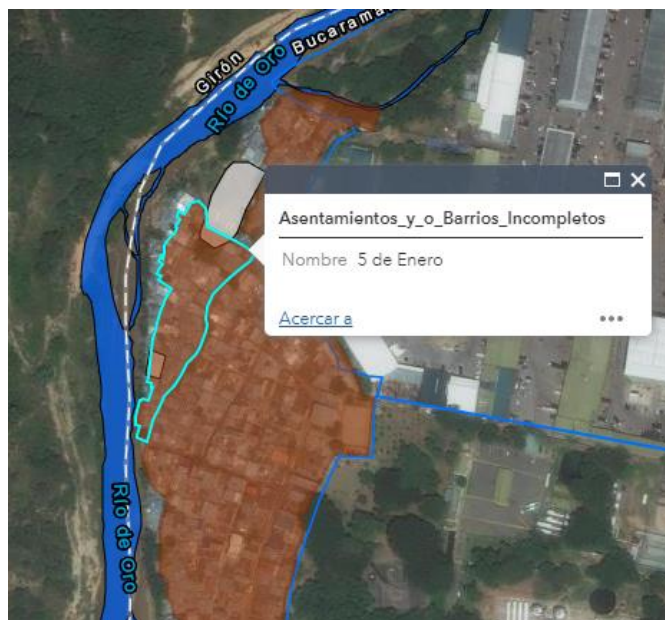 Girón
Bucarama
Río de Oro
Asentamientos_y_o_Barrios_Incompletos
Nombre 5 de Enero
Acercar a
Río de Oro